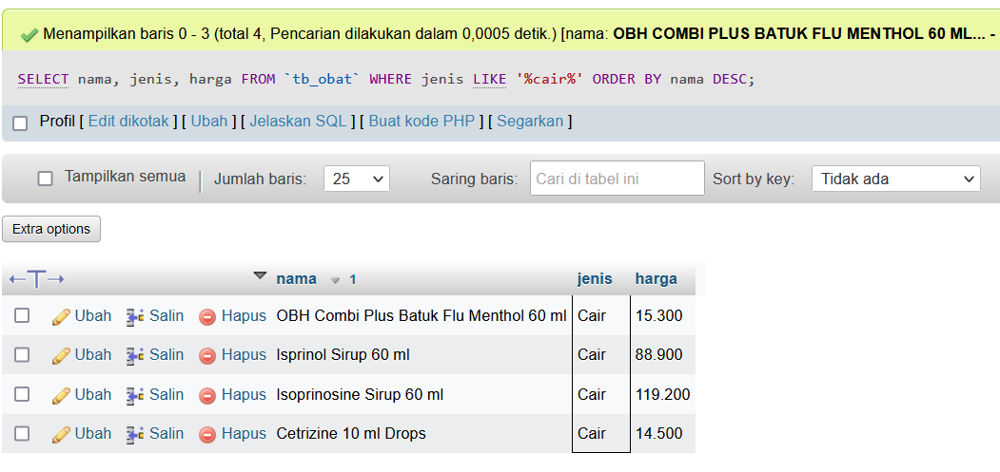 Menampilkan baris 0 - 3 (total 4, Pencarian dilakukan dalam 0,0005 detik.) [nama: OBH COMBI PLUS BATUK FLU MENTHOL 60 ML... -
SELECT nama, jenis, harga FROM `tb_obat` WHERE jenis LIKE '%cair%' ORDER BY nama DESC;
Profil [ Edit dikotak ] [ Ubah ] [ Jelaskan SQL ] [ Buat kode PHP ] [ Segarkan ]
Tampilkan semua Jumlah baris: 25 Saring baris: Cari di tabel ini Sort by key: Tidak ada
Extra options
nama 1 jenis harga
Ubah Salin Hapus OBH Combi Plus Batuk Flu Menthol 60 ml Cair 15.300
Ubah Salin Hapus Isprinol Sirup 60 ml Cair 88.900
Ubah Salin Hapus Isoprinosine Sirup 60 ml Cair 119.200
Ubah Salin Hapus Cetrizine 10 ml Drops Cair 14.500